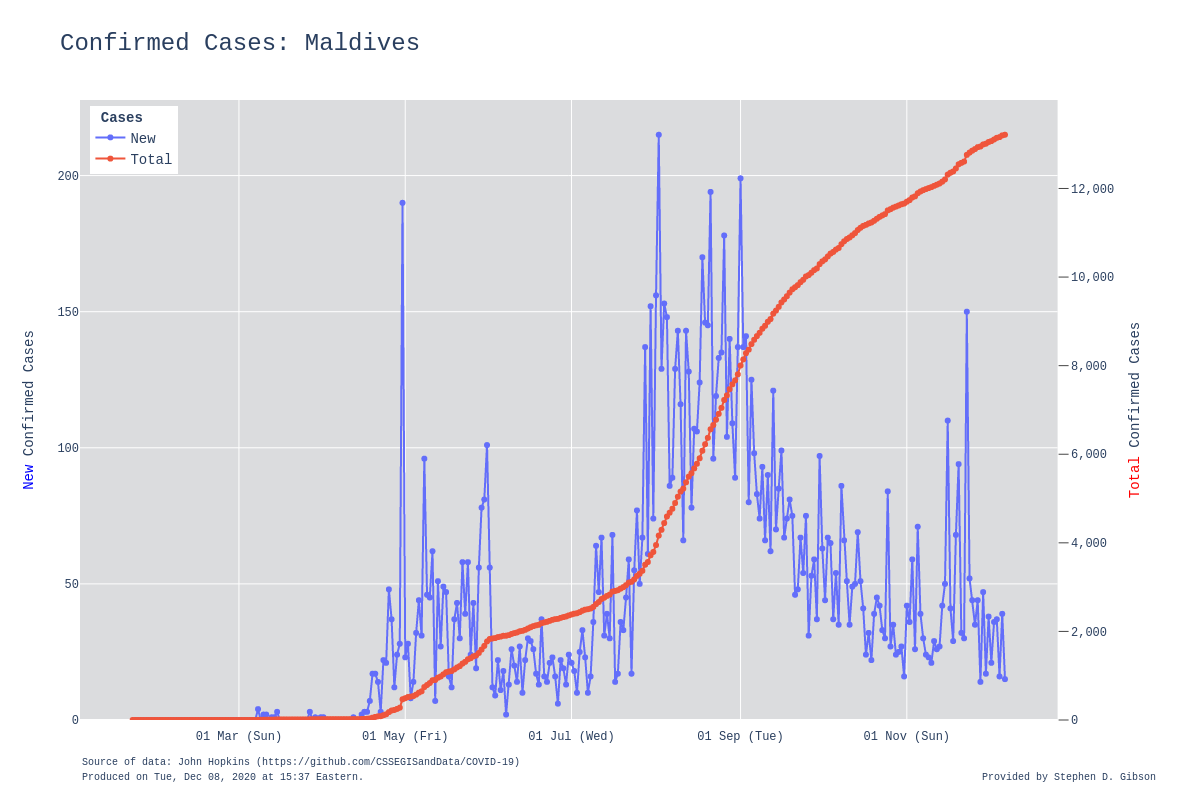 Confirmed Cases: Maldives
Cases
New
Total
200
150
100
50
0
12,000
10,000
8,000
6,000
4,000
2,000
0
New Confirmed Cases
Total Confirmed Cases
01 Mar (Sun)
01 May (Fri)
01 Jul (Wed)
01 Sep (Tue)
01 Nov (Sun)
Source of data: John Hopkins (https://github.com/CSSEGISandData/COVID-19)
Produced on Tue, Dec 08, 2020 at 15:37 Eastern.
Provided by Stephen D. Gibson